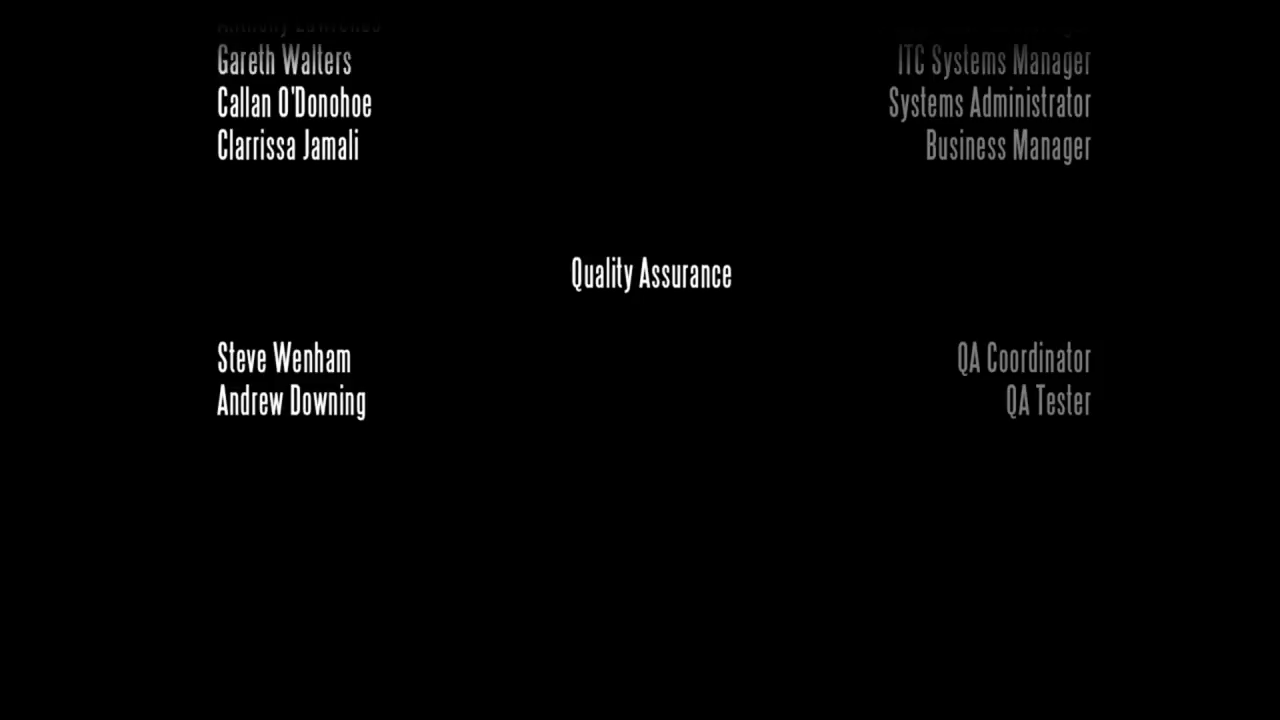 Gareth Walters ITC Systems Manager
Callan O'Donohoe Systems Administrator
Clarrissa Jamali Business Manager
Quality Assurance
Steve Wenham QA Coordinator
Andrew Downing QA Tester